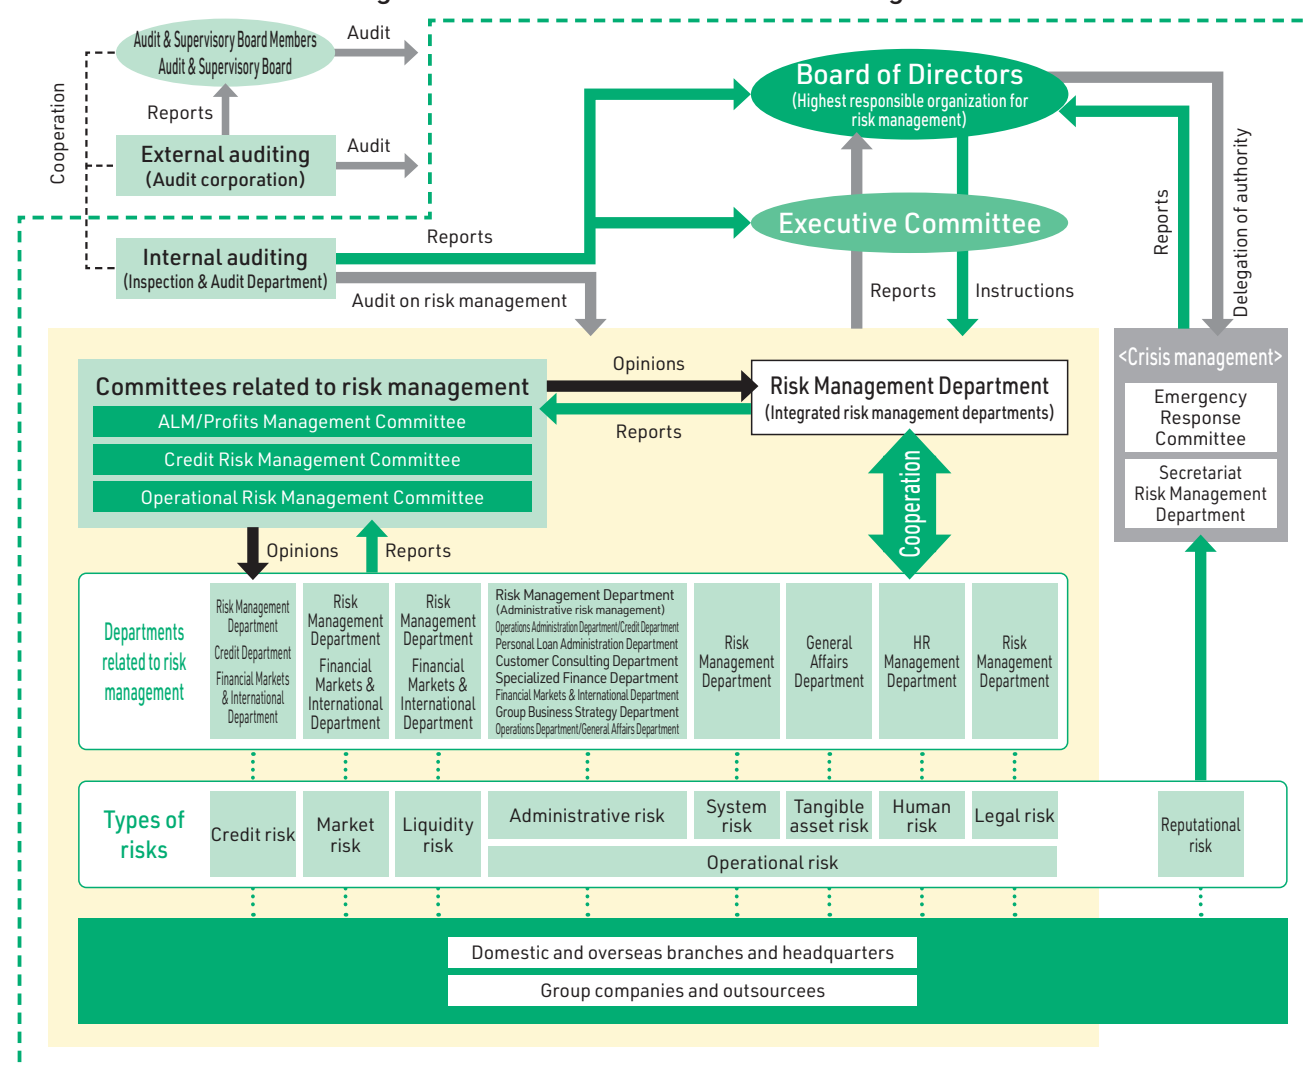 Audit & Supervisory Board Members
Audit & Supervisory Board
Audit
Cooperation
Reports
External auditing
(Audit corporation)
Audit
Internal auditing
(Inspection & Audit Department)
Reports
Audit on risk management
Board of Directors
(Highest responsible organization for
risk management)
Executive Committee
Reports
Instructions
Reports
Delegation of authority
<Crisis management>
Emergency
Response
Committee
Secretariat
Risk Management
Department
Committees related to risk management
ALM/Profits Management Committee
Credit Risk Management Committee
Operational Risk Management Committee
Opinions
Reports
Risk Management Department
(Integrated risk management departments)
Cooperation
Opinions
Reports
Departments
related to risk
management
Risk Management
Department
Credit Department
Financial Markets
& International
Department
Risk
Management
Department
Financial
Markets &
International
Department
Risk
Management
Department
Financial
Markets &
International
Department
Risk Management Department
(Administrative risk management)
Operations Administration Department/Credit Department
Personal Loan Administration Department
Customer Consulting Department
Specialized Finance Department
Financial Markets & International Department
Group Business Strategy Department
Operations Department/General Affairs Department
Risk
Management
Department
General
Affairs
Department
HR
Management
Department
Risk
Management
Department
Types of
risks
Credit risk
Market
risk
Liquidity
risk
Administrative risk
System
risk
Tangible
asset risk
Human
risk
Legal risk
Operational risk
Reputational
risk
Domestic and overseas branches and headquarters
Group companies and outsourcees